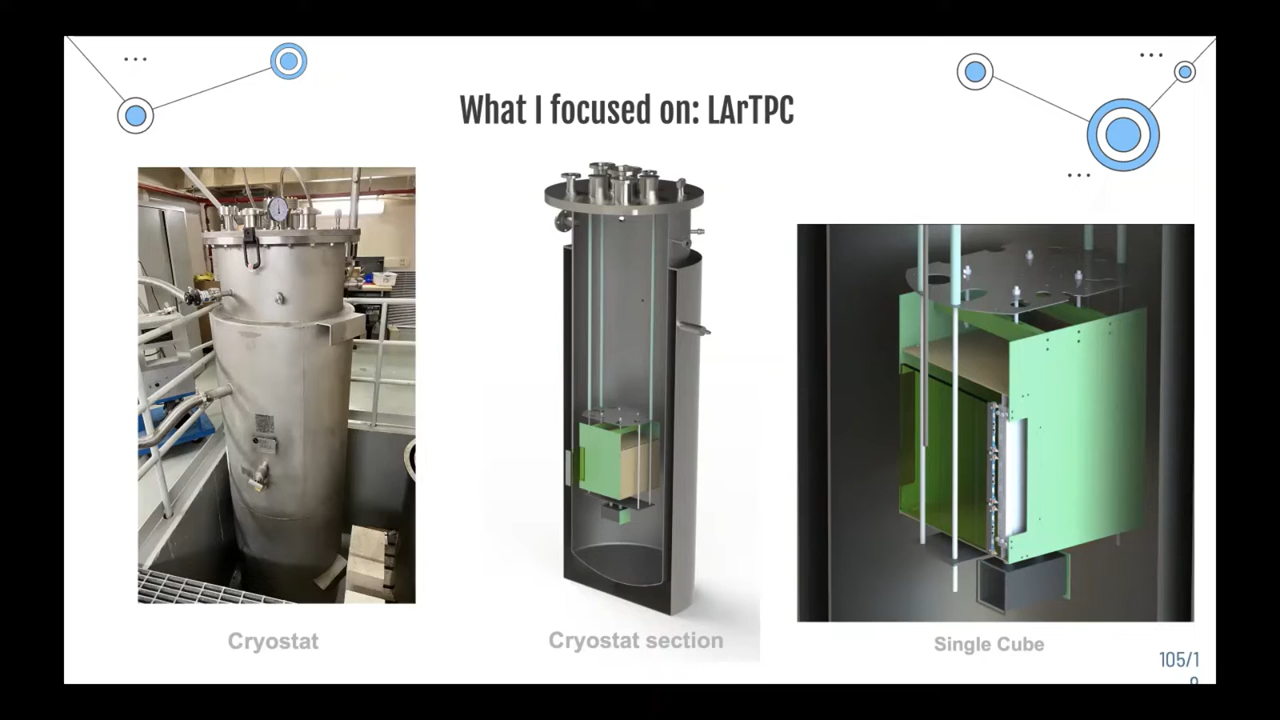 What I focused on: LArTPC
Cryostat
Cryostat section
Single Cube
105/1